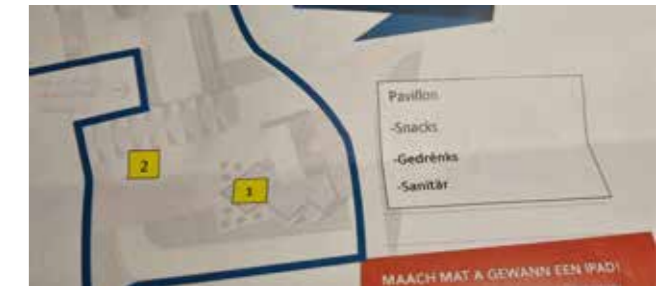 Pavillon
-Snacks
-Gedrénks
-Sanitär
2
1
MAACH MAT A GEWANN EEN IPAD!